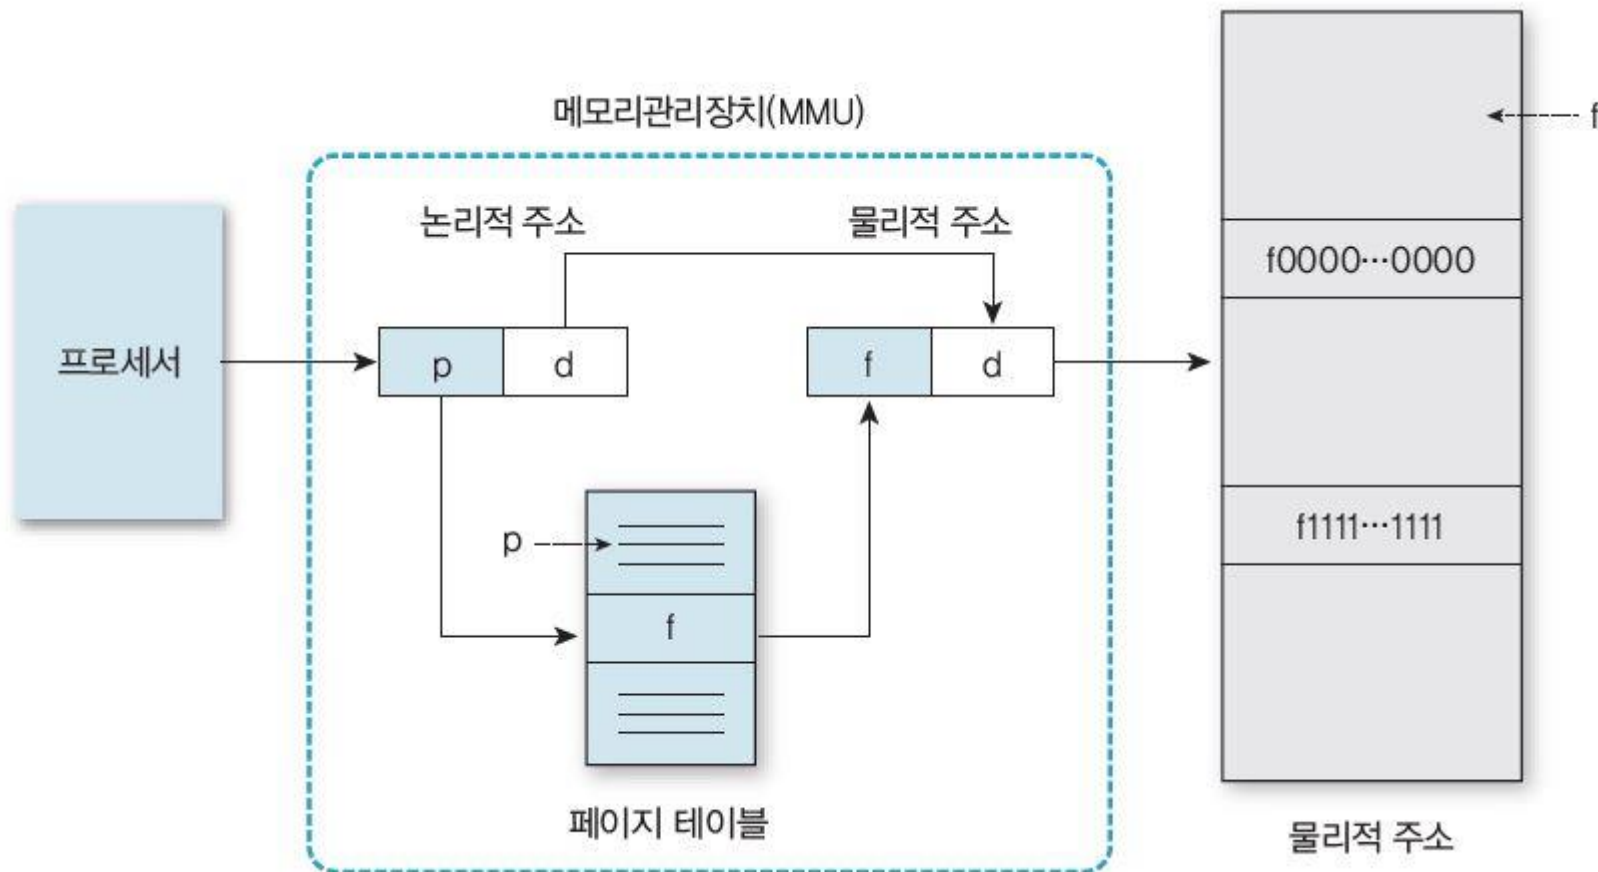 메모리관리장치(MMU)
논리적 주소
물리적 주소
프로세서
p d
f d
p
f
페이지 테이블
f
f0000…0000
f1111…1111
물리적 주소